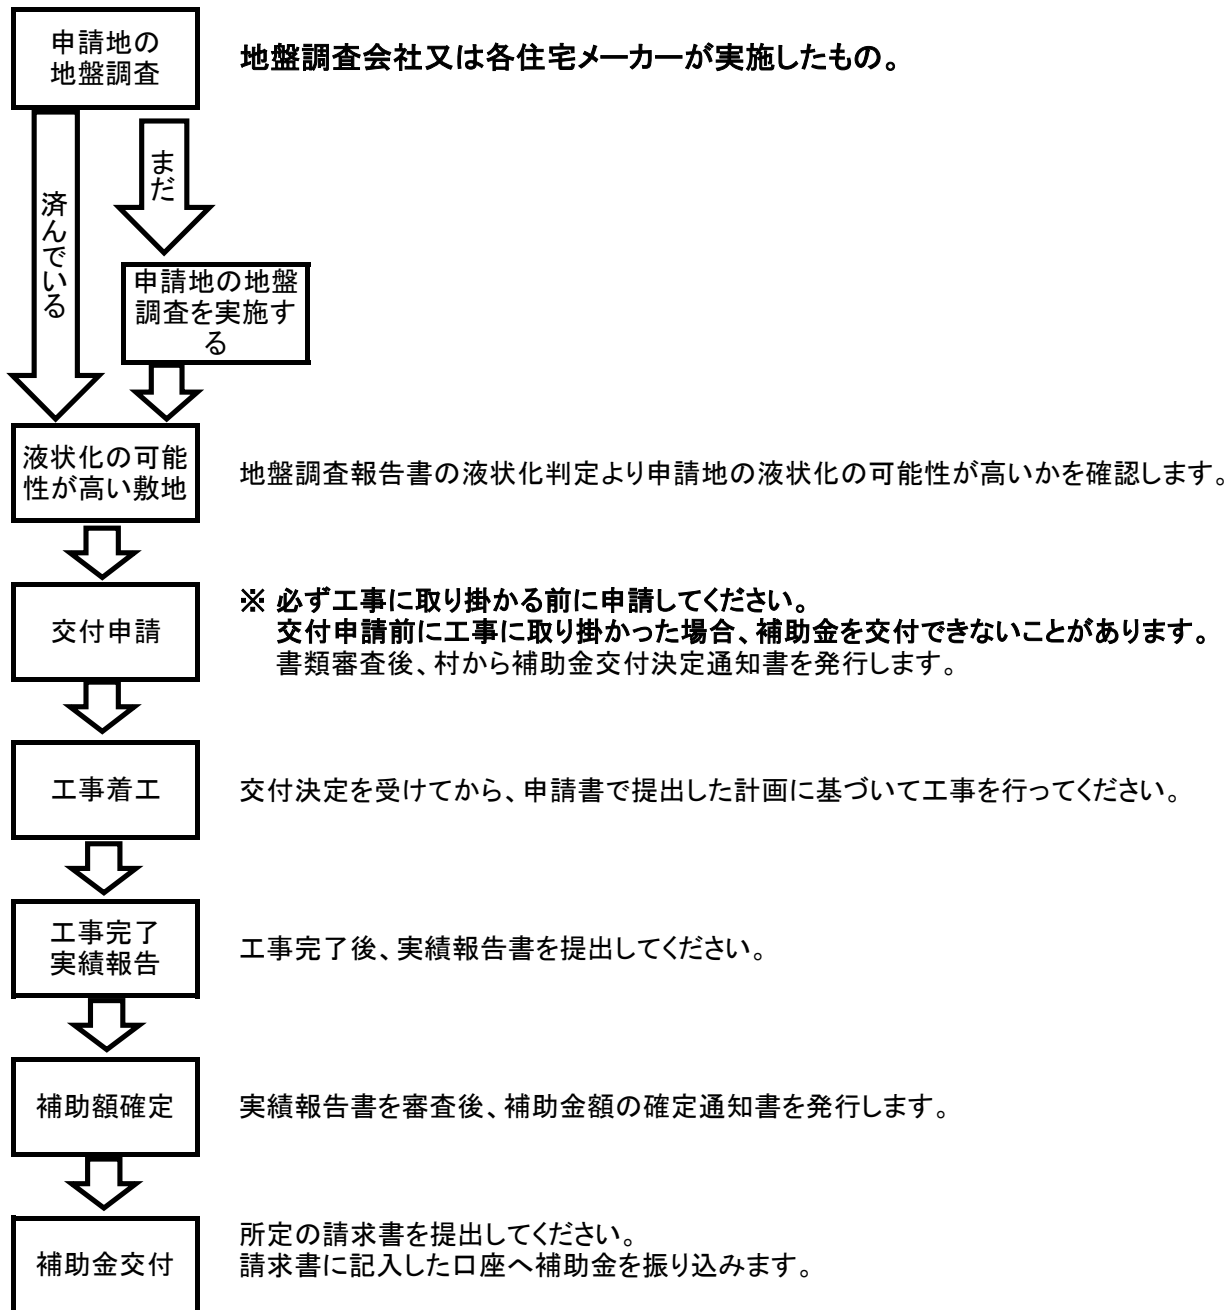 申請地の
地盤調査
地盤調査会社又は各住宅メーカーが実施したもの。
済んでいる
まだ
申請地の地盤
調査を実施す
る
液状化の可能
性が高い敷地
地盤調査報告書の液状化判定より申請地の液状化の可能性が高いかを確認します。
交付申請
※ 必ず工事に取り掛かる前に申請してください。
交付申請前に工事に取り掛かった場合、補助金を交付できないことがあります。
書類審査後、村から補助金交付決定通知書を発行します。
工事着工
交付決定を受けてから、申請書で提出した計画に基づいて工事を行ってください。
工事完了
実績報告
工事完了後、実績報告書を提出してください。
補助額確定
実績報告書を審査後、補助金額の確定通知書を発行します。
補助金交付
所定の請求書を提出してください。
請求書に記入した口座へ補助金を振り込みます。